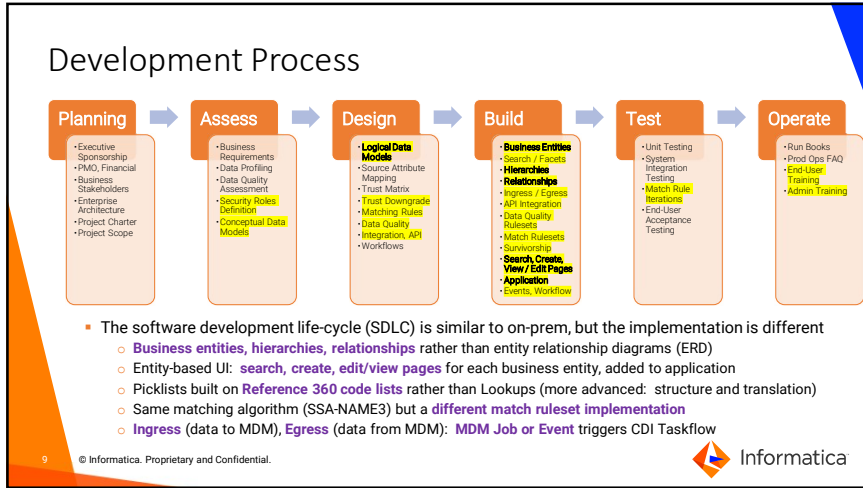 Development Process
Planning
• Executive
Sponsorship
• PMO, Financial
• Business
Stakeholders
• Enterprise
Architecture
• Project Charter
• Project Scope
Assess
• Business
Requirements
• Data Profiling
• Data Quality
Assessment
• Security Roles
Definition
• Conceptual Data
Models
Design
• Logical Data
Models
• Source Attribute
Mapping
• Trust Matrix
• Trust Downgrade
• Matching Rules
• Data Quality
• Integration, API
• Workflows
Build
• Business Entities
• Search / Facets
• Hierarchies
• Relationships
• Ingress / Egress
• API Integration
• Data Quality
Rulesets
• Match Rulesets
• Survivorship
• Search, Create,
View / Edit Pages
• Application
• Events, Workflow
Test
• Unit Testing
• System
Integration
Testing
• Match Rule
Iterations
• End-User
Acceptance
Testing
Operate
• Run Books
• Prod Ops FAQ
• End-User
Training
• Admin Training
▪ The software development life-cycle (SDLC) is similar to on-prem, but the implementation is different
o Business entities, hierarchies, relationships rather than entity relationship diagrams (ERD)
o Entity-based UI: search, create, edit/view pages for each business entity, added to application
o Picklists built on Reference 360 code lists rather than Lookups (more advanced: structure and translation)
o Same matching algorithm (SSA-NAME3) but a different match ruleset implementation
o Ingress (data to MDM), Egress (data from MDM): MDM Job or Event triggers CDI Taskflow
9 © Informatica. Proprietary and Confidential.
Informatica